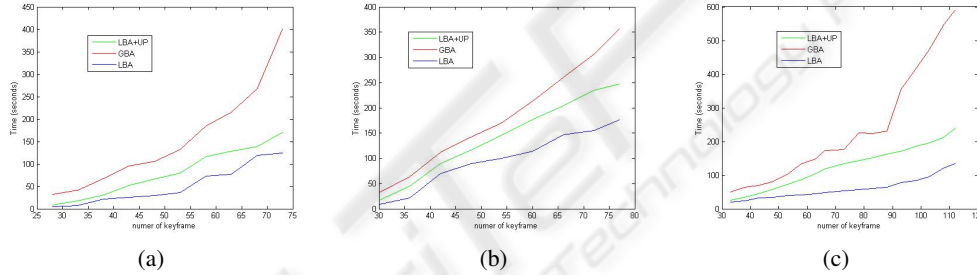 450
400
350
300
250
200
150
100
50
0
25 30 35 40 45 50 55 60 65 70 75
Time (seconds)
numer of keyframe
LBA+UP
GBA
LBA
(a)
400
350
300
250
200
150
100
50
0
30 35 40 45 50 55 60 65 70 75 80
Time (seconds)
numer of keyframe
LBA+UP
GBA
LBA
(b)
600
500
400
300
200
100
0
40 50 60 70 80 90 100 110
Time (seconds)
numer of keyframe
LBA+UP
GBA
LBA
(c)